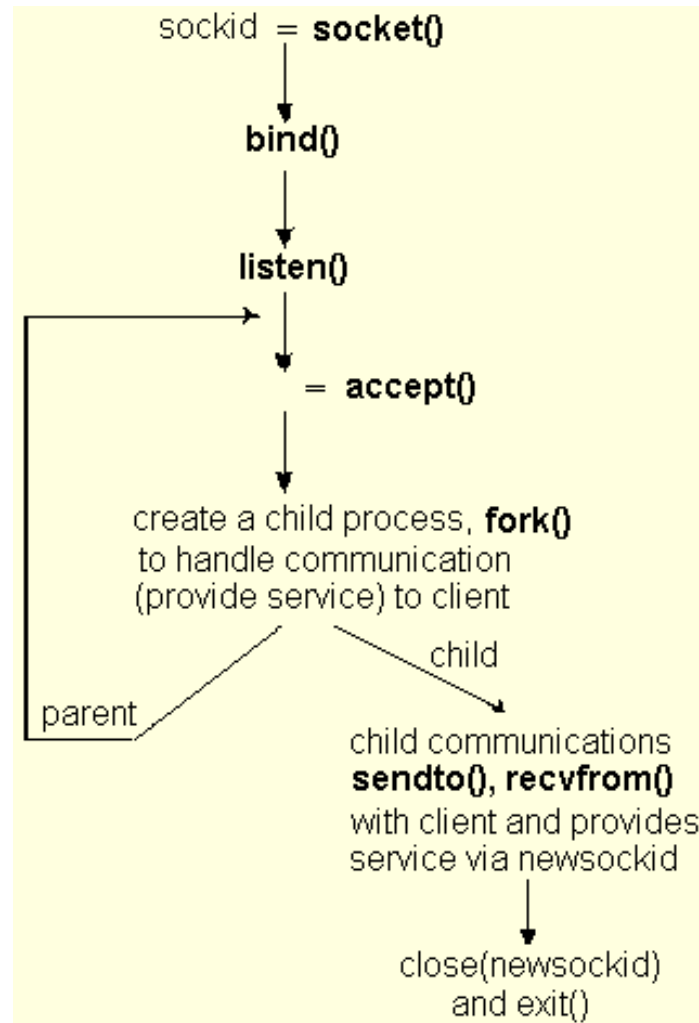 sockid = socket()
bind()
listen()
= accept()
create a child process, fork()
to handle communication
(provide service) to client
child
parent
child communications
sendto(), recvfrom()
with client and provides
service via newsockid
close(newsockid)
and exit()